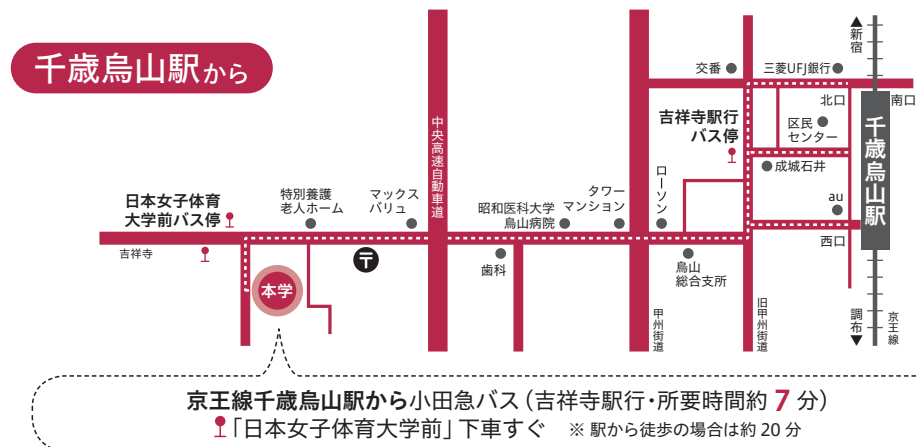 千歳烏山駅から
▲新宿
交番
三菱UFJ銀行
北口
南口
吉祥寺駅行
バス停
区民
センター
千歳烏山駅
成城石井
au
西口
中央高速自動車道
ローソン
タワー
マンション
昭和医科大学
烏山病院
マックス
バリュ
特別養護
老人ホーム
日本女子体育
大学前バス停
吉祥寺
〒
歯科
烏山
総合支所
本学
甲州街道
旧甲州街道
調布▼
京王線
京王線千歳烏山駅から小田急バス（吉祥寺駅行・所要時間約 7 分）
「日本女子体育大学前」下車すぐ ※ 駅から徒歩の場合は約 20 分